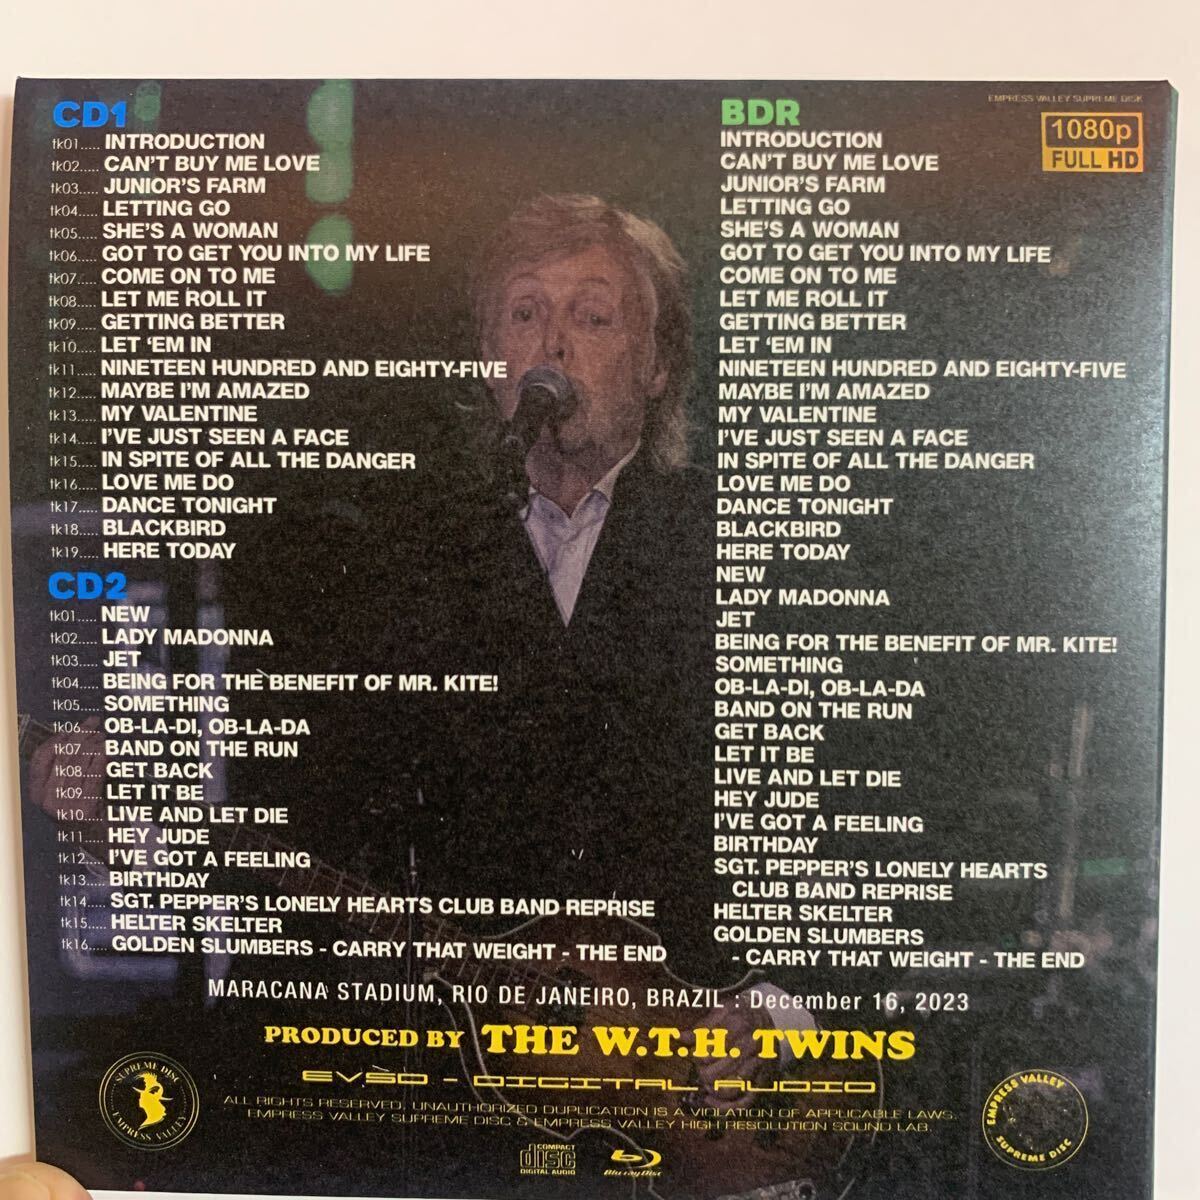 EMPRESS VALLEY SUPREME DISK
CD1
tk01..... INTRODUCTION
tk02..... CAN'T BUY ME LOVE
tk03..... JUNIOR'S FARM
tk04..... LETTING GO
tk05..... SHE'S A WOMAN
tk06..... GOT TO GET YOU INTO MY LIFE
tk07..... COME ON TO ME
tk08..... LET ME ROLL IT
tk09..... GETTING BETTER
tk10..... LET 'EM IN
tk11..... NINETEEN HUNDRED AND EIGHTY-FIVE
tk12..... MAYBE I'M AMAZED
tk13..... MY VALENTINE
tk14..... I'VE JUST SEEN A FACE
tk15..... IN SPITE OF ALL THE DANGER
tk16..... LOVE ME DO
tk17..... DANCE TONIGHT
tk18..... BLACKBIRD
tk19..... HERE TODAY
CD2
tk01..... NEW
tk02..... LADY MADONNA
tk03..... JET
tk04..... BEING FOR THE BENEFIT OF MR. KITE!
tk05..... SOMETHING
tk06..... OB-LA-DI, OB-LA-DA
tk07..... BAND ON THE RUN
tk08..... GET BACK
tk09..... LET IT BE
tk10..... LIVE AND LET DIE
tk11..... HEY JUDE
tk12..... I'VE GOT A FEELING
tk13..... BIRTHDAY
tk14..... SGT. PEPPER'S LONELY HEARTS CLUB BAND REPRISE
tk15..... HELTER SKELTER
tk16..... GOLDEN SLUMBERS - CARRY THAT WEIGHT - THE END
BDR
1080p
FULL HD
INTRODUCTION
CAN'T BUY ME LOVE
JUNIOR'S FARM
LETTING GO
SHE'S A WOMAN
GOT TO GET YOU INTO MY LIFE
COME ON TO ME
LET ME ROLL IT
GETTING BETTER
LET 'EM IN
NINETEEN HUNDRED AND EIGHTY-FIVE
MAYBE I'M AMAZED
MY VALENTINE
I'VE JUST SEEN A FACE
IN SPITE OF ALL THE DANGER
LOVE ME DO
DANCE TONIGHT
BLACKBIRD
HERE TODAY
NEW
LADY MADONNA
JET
BEING FOR THE BENEFIT OF MR. KITE!
SOMETHING
OB-LA-DI, OB-LA-DA
BAND ON THE RUN
GET BACK
LET IT BE
LIVE AND LET DIE
HEY JUDE
I'VE GOT A FEELING
BIRTHDAY
SGT. PEPPER'S LONELY HEARTS
CLUB BAND REPRISE
HELTER SKELTER
GOLDEN SLUMBERS
- CARRY THAT WEIGHT - THE END
MARACANA STADIUM, RIO DE JANEIRO, BRAZIL : December 16, 2023
PRODUCED BY THE W.T.H. TWINS
EVSD - DIGITAL AUDIO
ALL RIGHTS RESERVED. UNAUTHORIZED DUPLICATION IS A VIOLATION OF APPLICABLE LAWS.
EMPRESS VALLEY SUPREME DISC & EMPRESS VALLEY HIGH RESOLUTION SOUND LAB.
SUPREME DISC
EMPRESS VALLEY
COMPACT
disc
DIGITAL AUDIO
Blu-ray Disc
EMPRESS VALLEY
SUPREME DISC